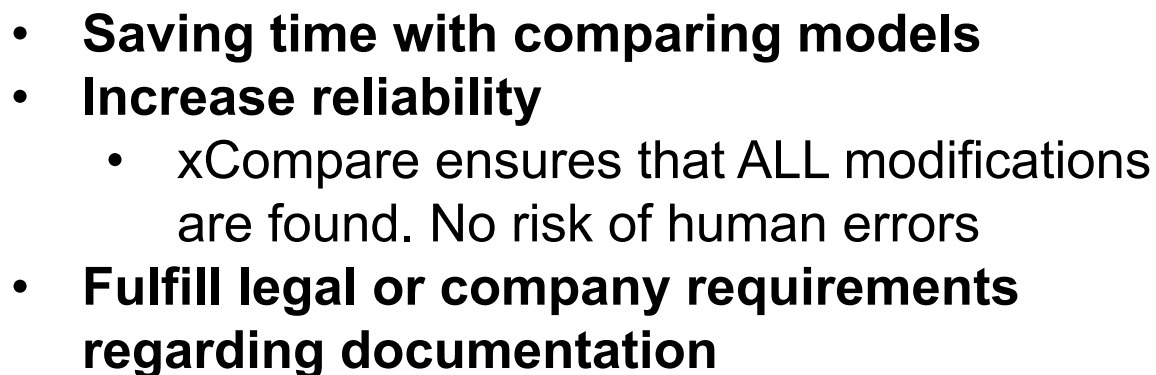 • Saving time with comparing models
• Increase reliability
• xCompare ensures that ALL modifications
are found. No risk of human errors
• Fulfill legal or company requirements
regarding documentation